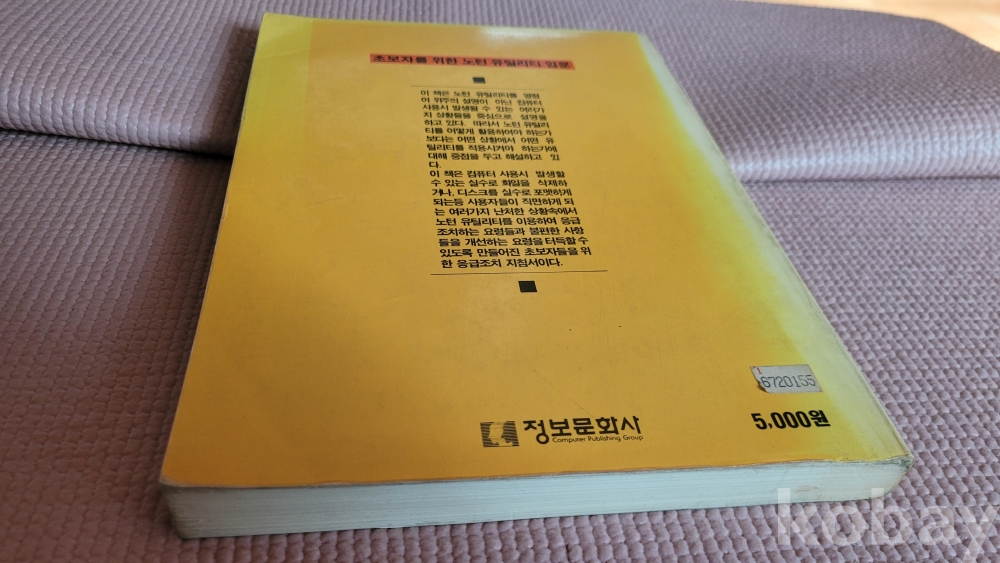 초보자를 위한 노턴 유틸리티 입문
이 책은 노턴 유틸리티를 명령
이 위주의 설명이 아닌 컴퓨터
사용시 발생할 수 있는 여러가
지 상황들을 중심으로 설명을
하고 있다. 따라서 노턴 유틸리
티를 어떻게 활용하여야 하는가
보다는 어떤 상황에서 어떤 유
틸리티를 적용시켜야 하는가에
대해 중점을 두고 해설하고 있
다.
이 책은 컴퓨터 사용시 발생할
수 있는 실수로 화일을 삭제하
거나, 디스크를 실수로 포맷하게
되는등 사용자들이 직면하게 되
는 여러가지 난처한 상황속에서
노턴 유틸리티를 이용하여 응급
조치하는 요령들과 불편한 사항
들을 개선하는 요령을 터득할 수
있도록 만들어진 초보자들을 위
한 응급조치 지침서이다.
1
6720155
5,000원
정보문화사
Computer Publishing Group
kobay